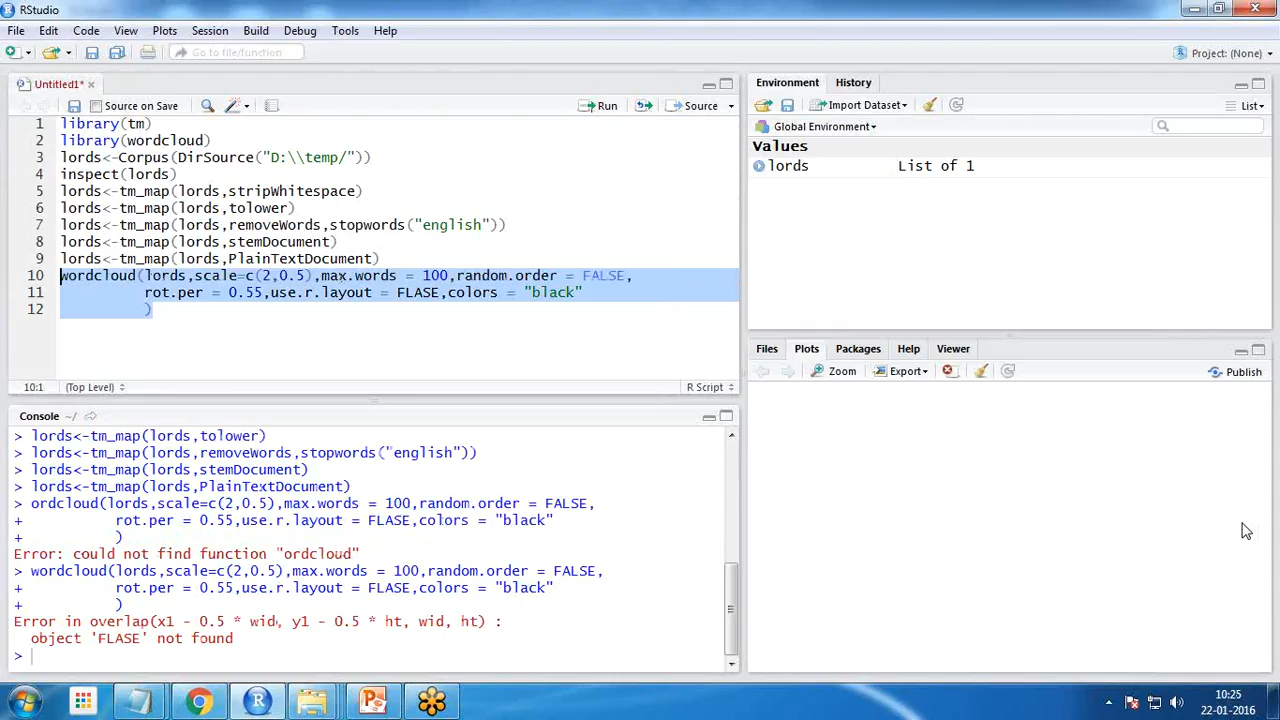 RStudio
File Edit Code View Plots Session Build Debug Tools Help
Go to file/function
Project: (None)
Untitled1*
Source on Save
Run
Source
1 library(tm)
2 library(wordcloud)
3 lords<-Corpus(DirSource("D:\\temp/"))
4 inspect(lords)
5 lords<-tm_map(lords,stripWhitespace)
6 lords<-tm_map(lords,tolower)
7 lords<-tm_map(lords,removeWords,stopwords("english"))
8 lords<-tm_map(lords,stemDocument)
9 lords<-tm_map(lords,PlainTextDocument)
10 wordcloud(lords,scale=c(2,0.5),max.words = 100,random.order = FALSE,
11 rot.per = 0.55,use.r.layout = FLASE,colors = "black"
12 )
10:1 (Top Level) R Script
Console ~/
> lords<-tm_map(lords,tolower)
> lords<-tm_map(lords,removeWords,stopwords("english"))
> lords<-tm_map(lords,stemDocument)
> lords<-tm_map(lords,PlainTextDocument)
> ordcloud(lords,scale=c(2,0.5),max.words = 100,random.order = FALSE,
+ rot.per = 0.55,use.r.layout = FLASE,colors = "black"
+ )
Error: could not find function "ordcloud"
> wordcloud(lords,scale=c(2,0.5),max.words = 100,random.order = FALSE,
+ rot.per = 0.55,use.r.layout = FLASE,colors = "black"
+ )
Error in overlap(x1 - 0.5 * wid, y1 - 0.5 * ht, wid, ht) :
object 'FLASE' not found
>
Environment History
Import Dataset List
Global Environment
Values
lords List of 1
Files Plots Packages Help Viewer
Zoom Export Publish
10:25
22-01-2016